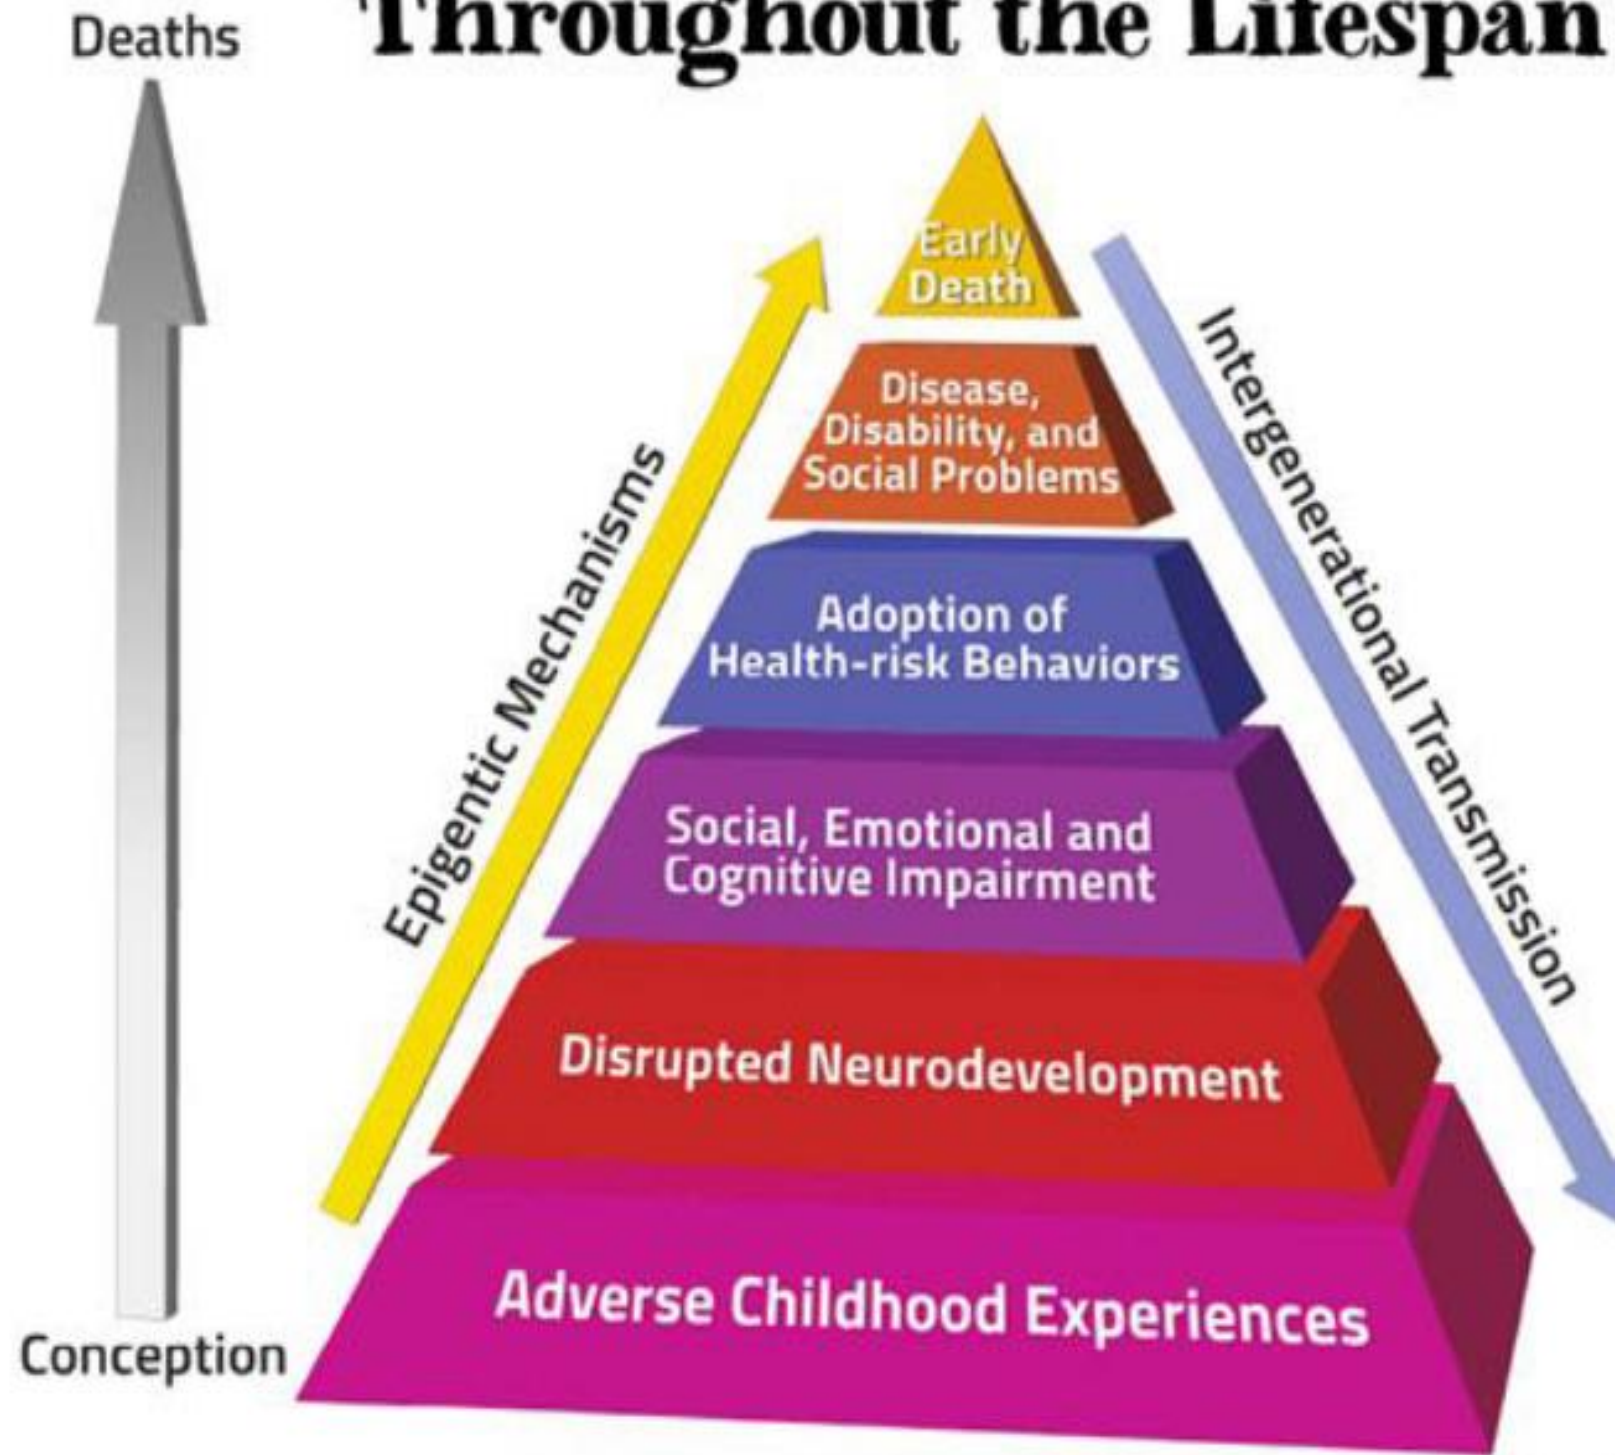 Throughout the Lifespan
Deaths
Early
Death
Disease,
Disability, and
Social Problems
Adoption of
Health-risk Behaviors
Social, Emotional and
Cognitive Impairment
Disrupted Neurodevelopment
Adverse Childhood Experiences
Conception
Epigentic Mechanisms
Intergenerational Transmission